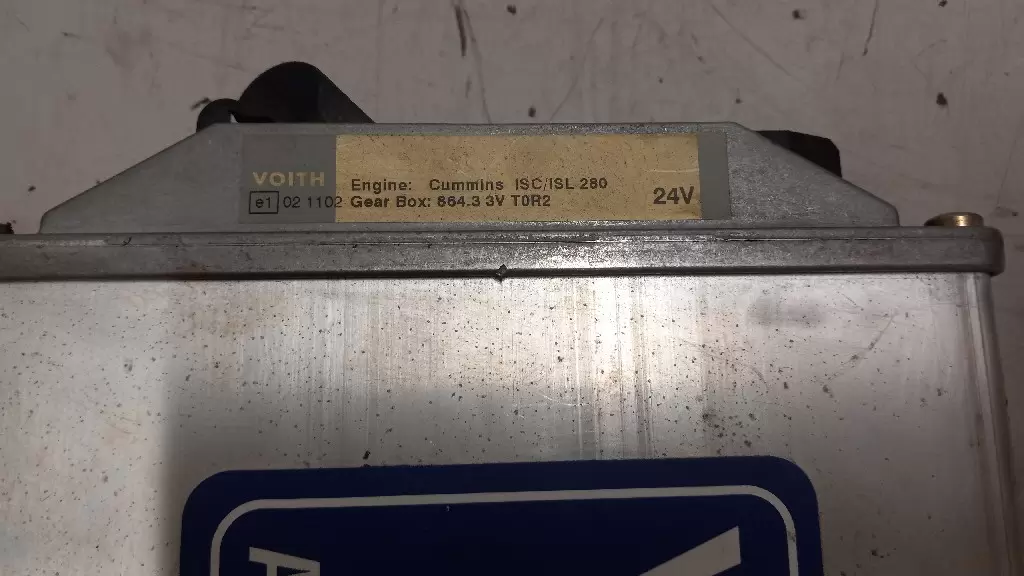 VOITH
Engine: Cummins ISC/ISL 280
e1 02 1102 Gear Box: 864.3 3V T0R2
24V
A
V